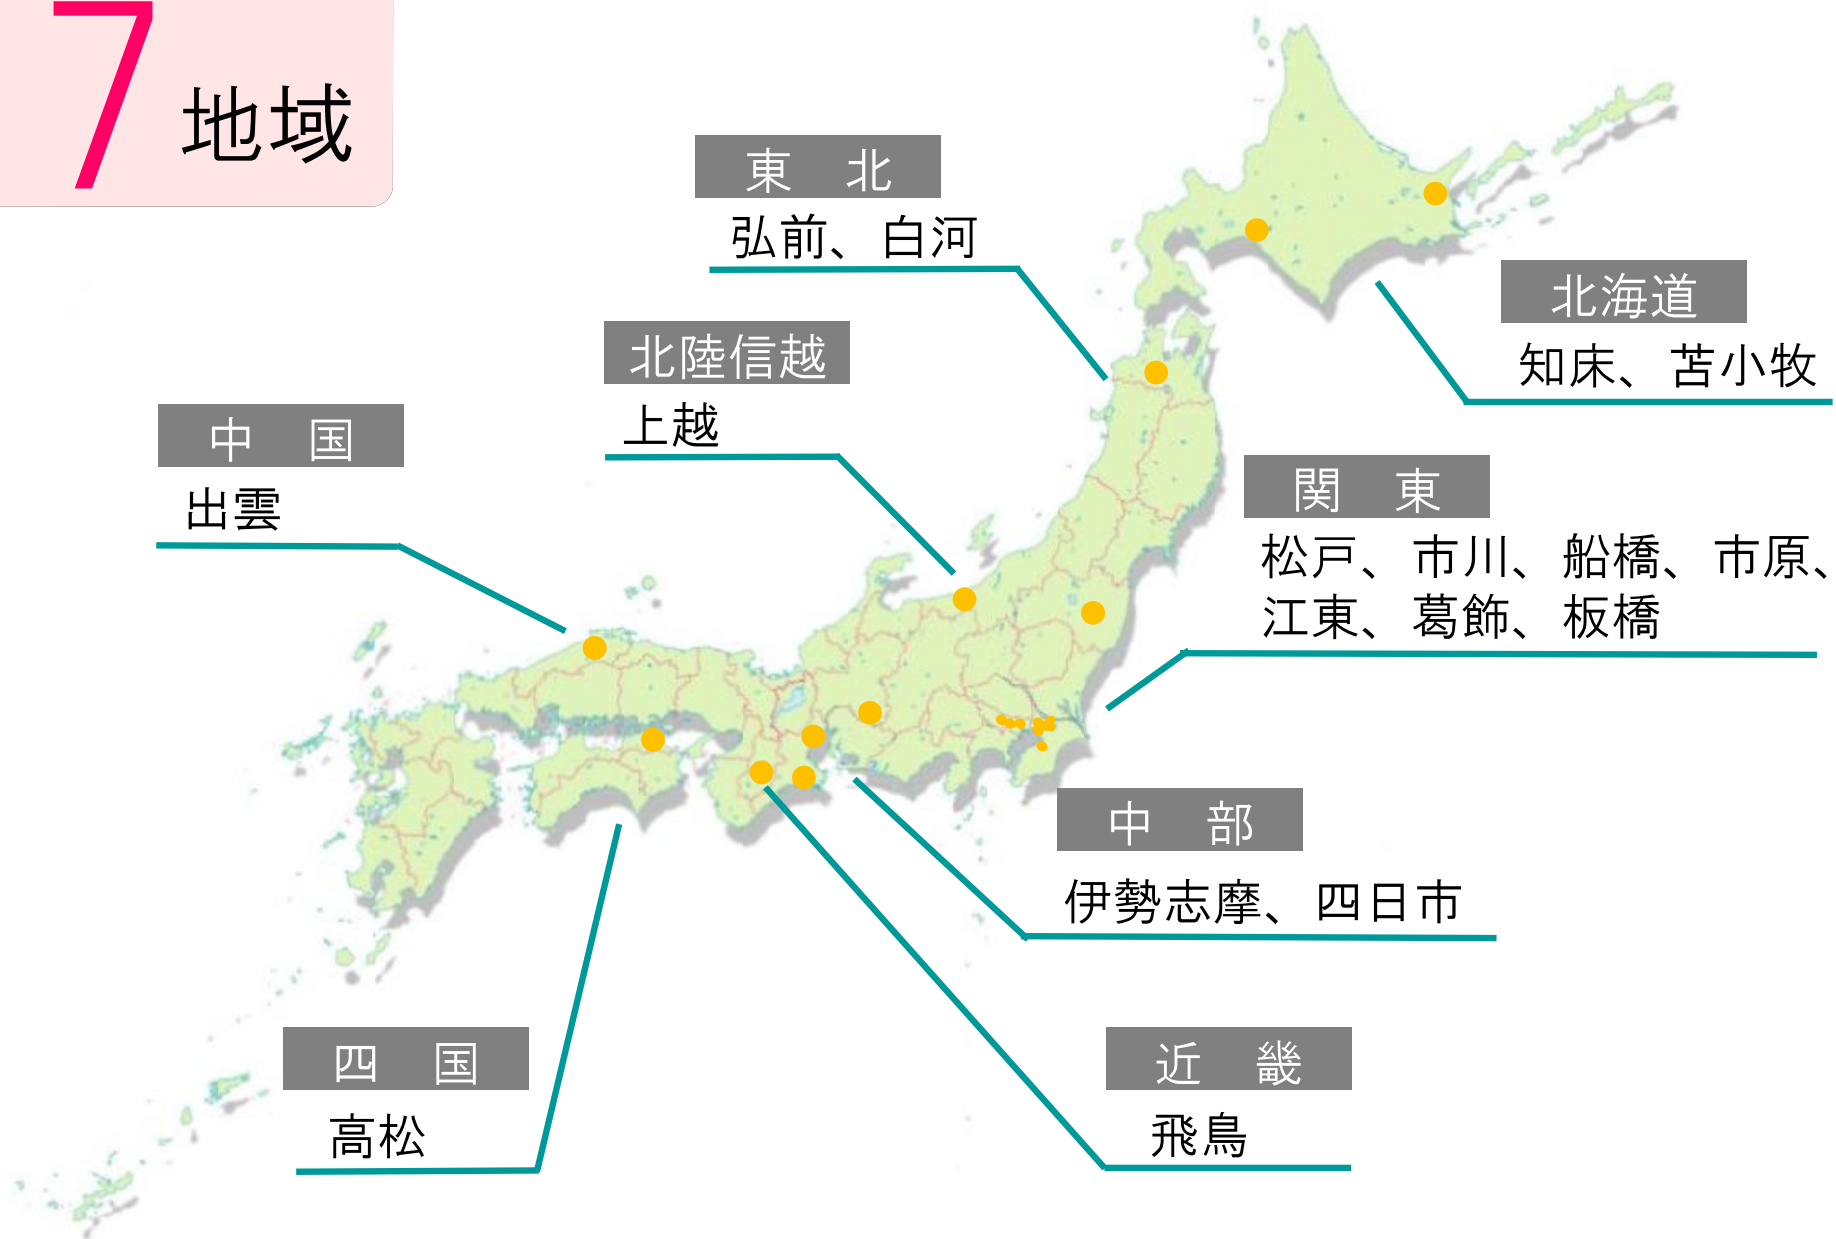 7 地域
東 北
弘前、白河
北海道
知床、苫小牧
北陸信越
上越
中 国
出雲
関 東
松戸、市川、船橋、市原、
江東、葛飾、板橋
中 部
伊勢志摩、四日市
四 国
高松
近 畿
飛鳥